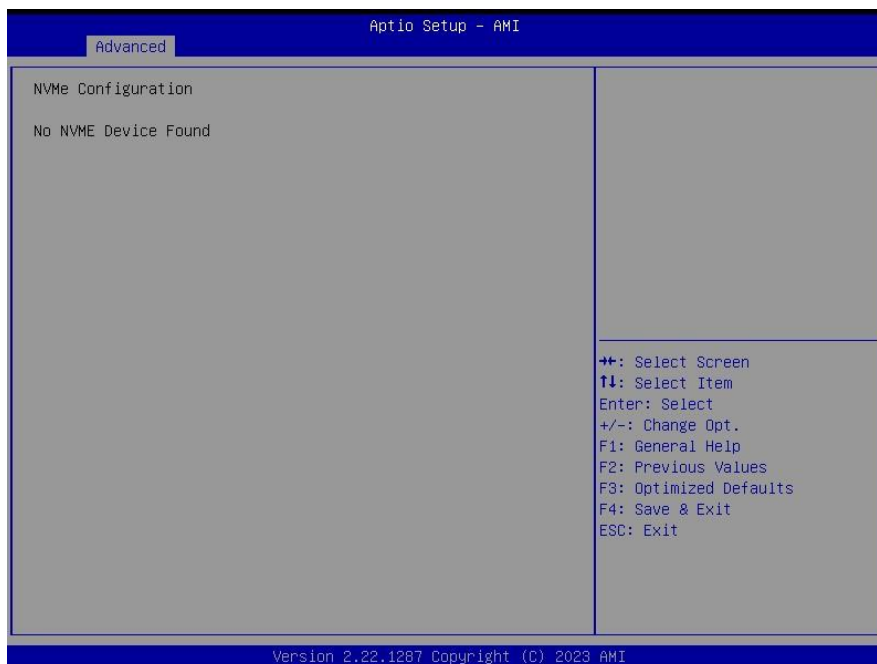 Aptio Setup – AMI
Advanced
NVMe Configuration
No NVME Device Found
→←: Select Screen
↑↓: Select Item
Enter: Select
+/-: Change Opt.
F1: General Help
F2: Previous Values
F3: Optimized Defaults
F4: Save & Exit
ESC: Exit
Version 2.22.1287 Copyright (C) 2023 AMI